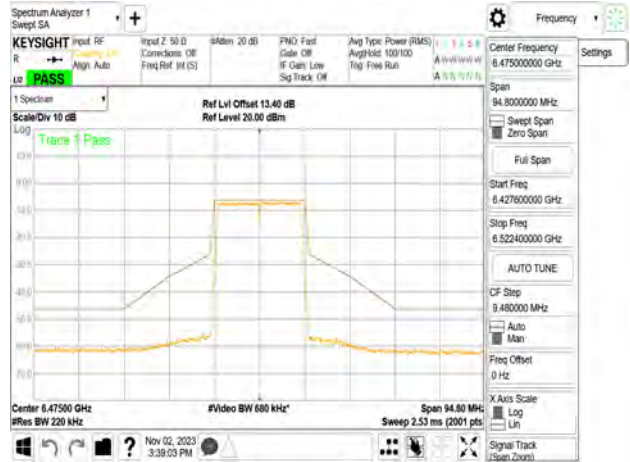 Spectrum Analyzer 1
Swept SA
+
Frequency
KEYSIGHT
R
PASS
Input: RF
Align: Auto
Input Z: 50 Ω
Corrections: Off
Freq Ref: Int (S)
#Atten: 20 dB
PNO: Fast
Gate: Off
IF Gain: Low
Sig Track: Off
Avg Type: Power (RMS)
Avg|Hold: 100/100
Trig: Free Run
1 Spectrum
Scale/Div 10 dB
Ref Lvl Offset 13.40 dB
Ref Level 20.00 dBm
Log
Trace 1 Pass
Center 6.47500 GHz
#Res BW 220 kHz
#Video BW 680 kHz*
Span 94.80 MHz
Sweep 2.53 ms (2001 pts)
Nov 02, 2023
3:39:03 PM
?
Center Frequency
6.475000000 GHz
Settings
Span
94.8000000 MHz
Swept Span
Zero Span
Full Span
Start Freq
6.427600000 GHz
Stop Freq
6.522400000 GHz
AUTO TUNE
CF Step
9.480000 MHz
Auto
Man
Freq Offset
0 Hz
X Axis Scale
Log
Lin
Signal Track
(Span Zoom)